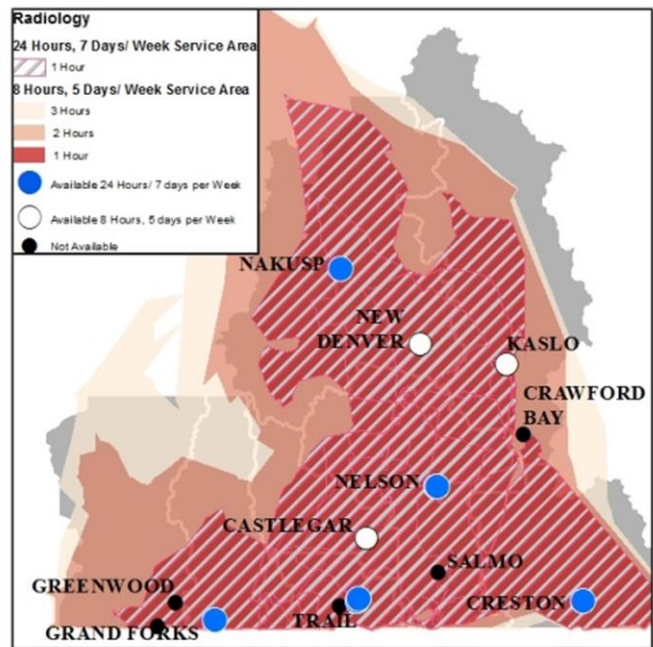 Radiology
24 Hours, 7 Days/ Week Service Area
1 Hour
8 Hours, 5 Days/ Week Service Area
3 Hours
2 Hours
1 Hour
Available 24 Hours/ 7 days per Week
Available 8 Hours, 5 days per Week
Not Available
NAKUSP
NEW
DENVER
KASLO
CRAWFORD
BAY
NELSON
CASTLEGAR
SALMO
GREENWOOD
CRESTON
TRAIL
GRAND FORKS